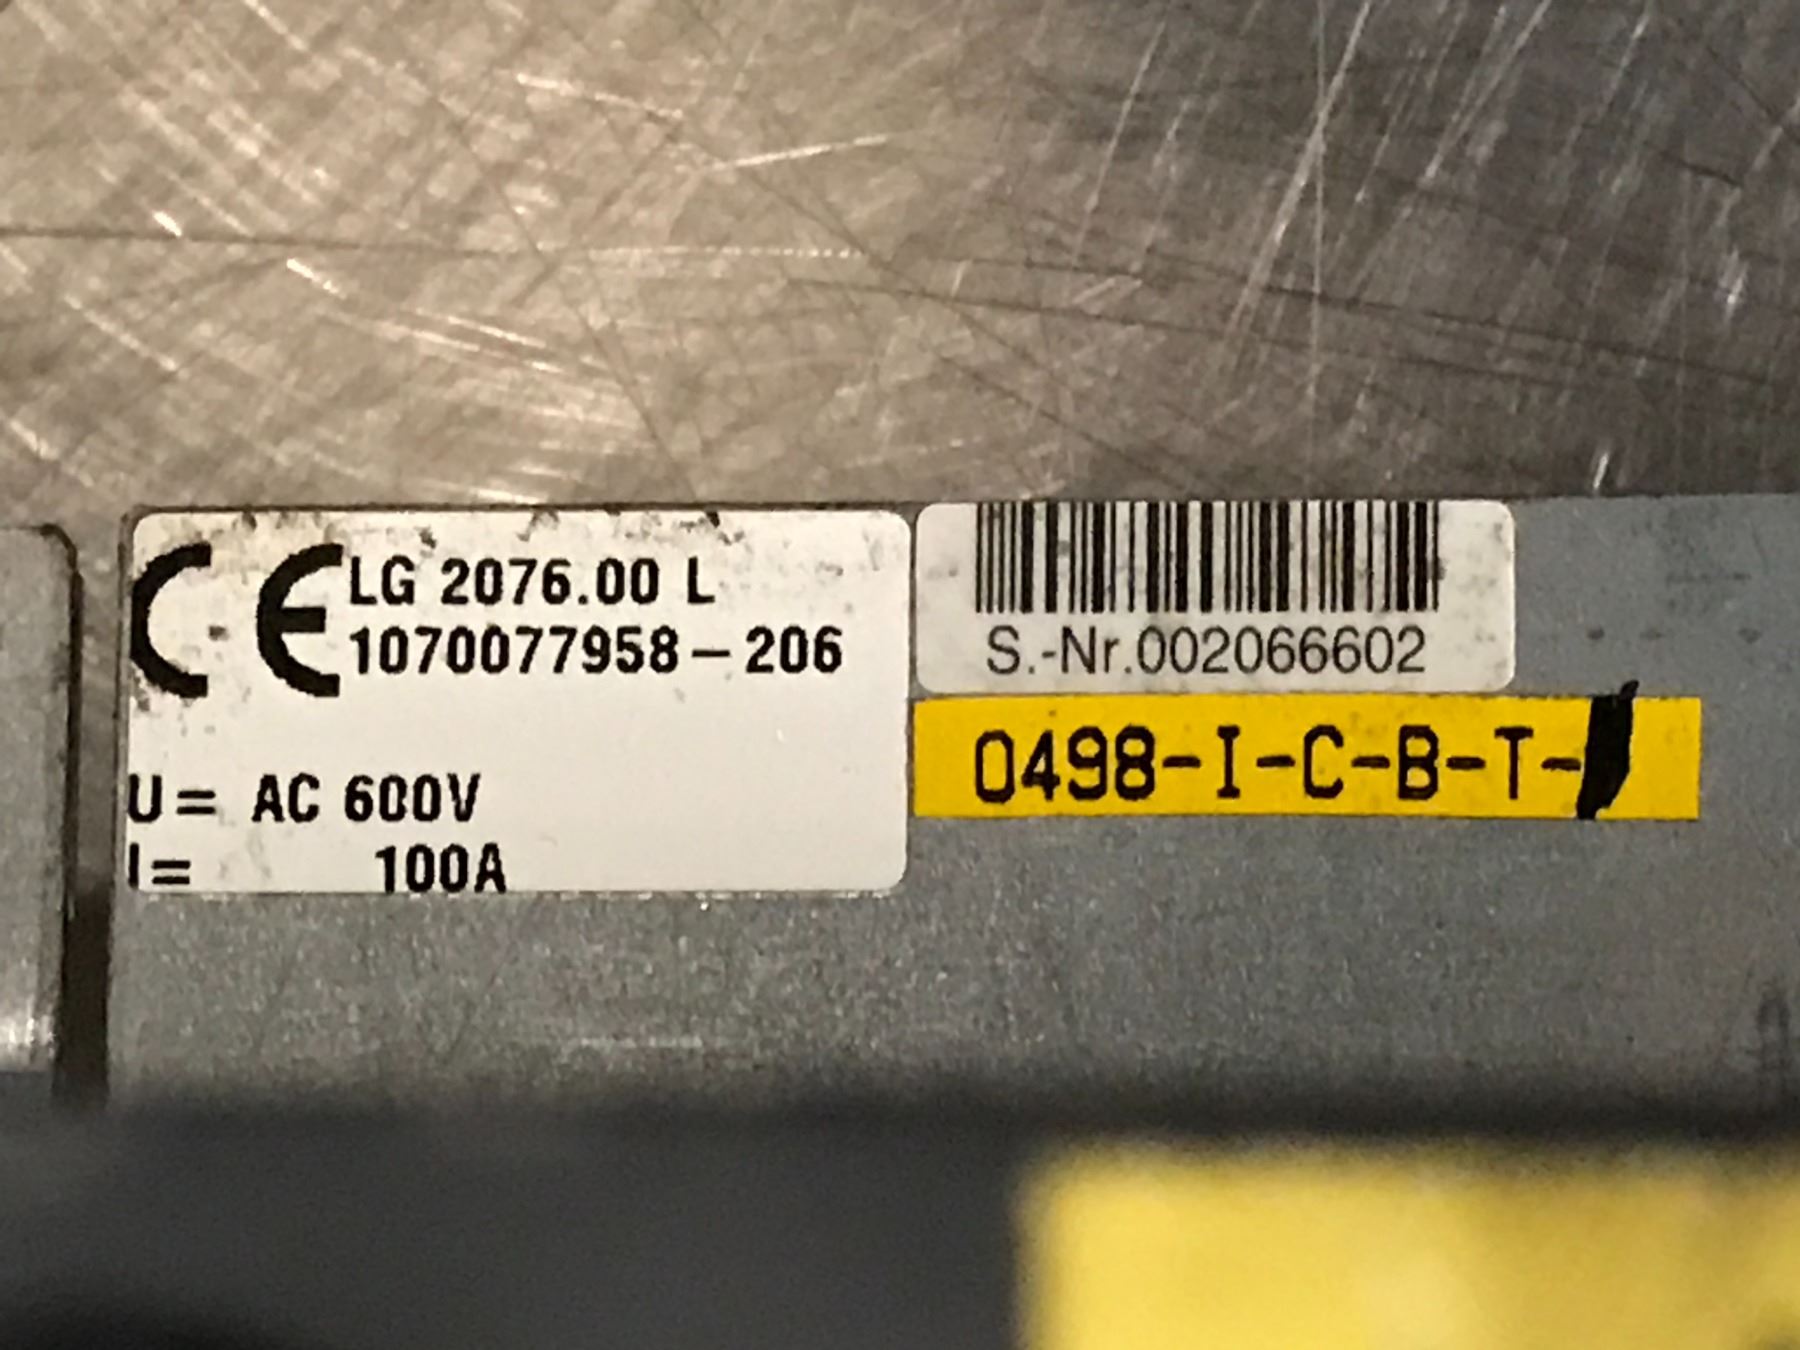 CE LG 2076.00 L
1070077958-206
U= AC 600V
I= 100A
S.-Nr.002066602
0498-I-C-B-T-